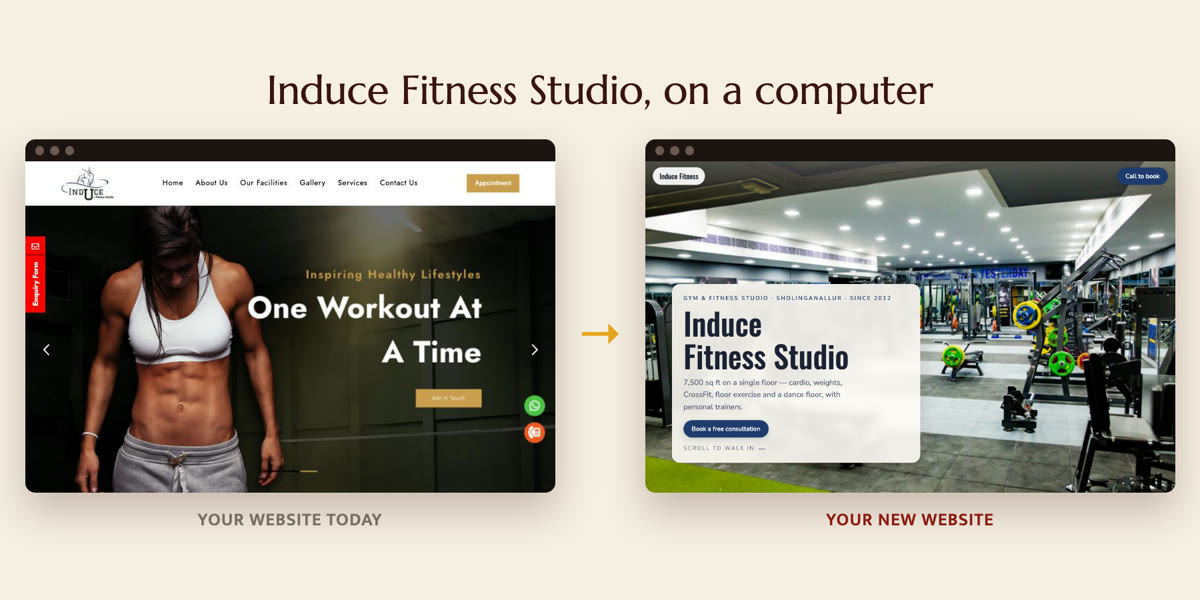 Induce Fitness Studio, on a computer
INDUCE
Home About Us Our Facilities Gallery Services Contact Us
Appointment
Enquiry Form
Inspiring Healthy Lifestyles
One Workout At
A Time
Get in Touch
YOUR WEBSITE TODAY
Induce Fitness
Call to book
YESTERDAY
GYM & FITNESS STUDIO · SHOLINGANALLUR · SINCE 2012
Induce
Fitness Studio
7,500 sq ft on a single floor — cardio, weights,
CrossFit, floor exercise and a dance floor, with
personal trainers.
Book a free consultation
SCROLL TO WALK IN —
YOUR NEW WEBSITE